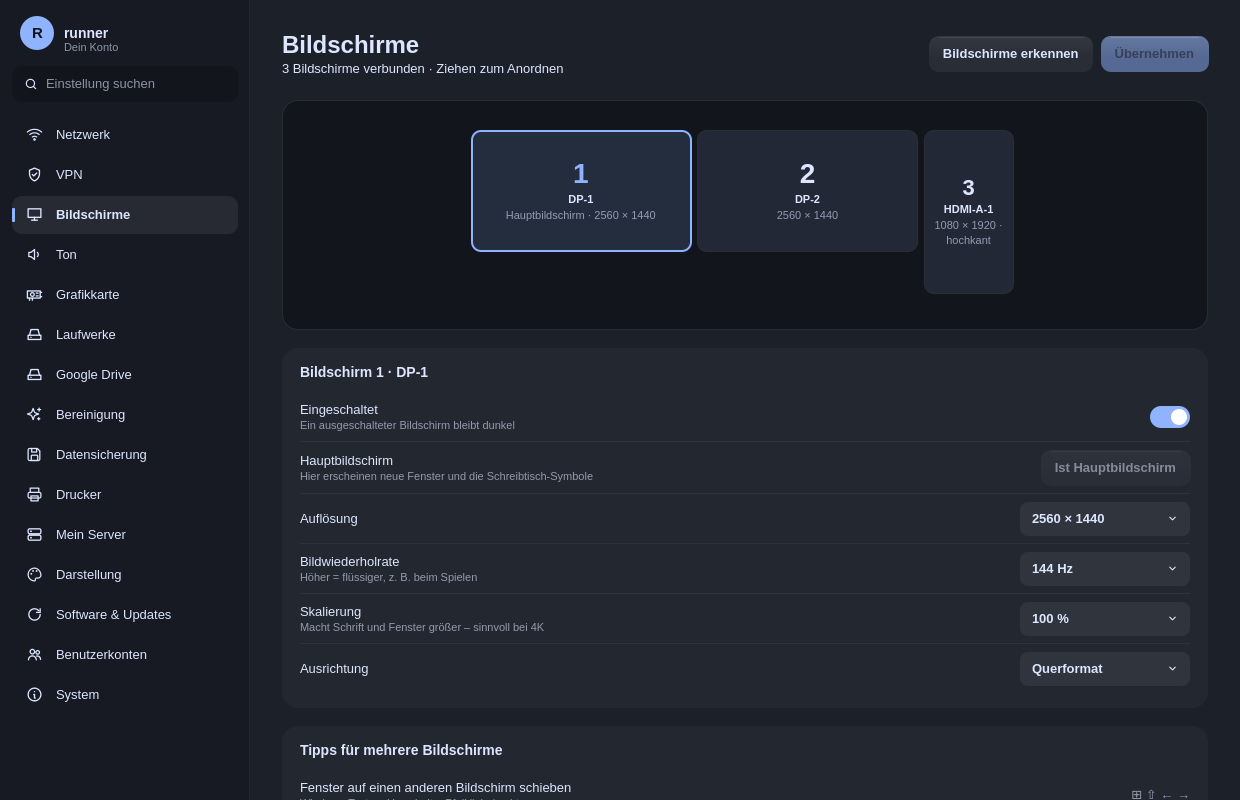 R
runner
Dein Konto
Einstellung suchen
Netzwerk
VPN
Bildschirme
Ton
Grafikkarte
Laufwerke
Google Drive
Bereinigung
Datensicherung
Drucker
Mein Server
Darstellung
Software & Updates
Benutzerkonten
System
Bildschirme
3 Bildschirme verbunden · Ziehen zum Anordnen
Bildschirme erkennen
Übernehmen
1
DP-1
Hauptbildschirm · 2560 × 1440
2
DP-2
2560 × 1440
3
HDMI-A-1
1080 × 1920 ·
hochkant
Bildschirm 1 · DP-1
Eingeschaltet
Ein ausgeschalteter Bildschirm bleibt dunkel
Hauptbildschirm
Hier erscheinen neue Fenster und die Schreibtisch-Symbole
Ist Hauptbildschirm
Auflösung
2560 × 1440
Bildwiederholrate
Höher = flüssiger, z. B. beim Spielen
144 Hz
Skalierung
Macht Schrift und Fenster größer – sinnvoll bei 4K
100 %
Ausrichtung
Querformat
Tipps für mehrere Bildschirme
Fenster auf einen anderen Bildschirm schieben
⊞ ⇧ ← →